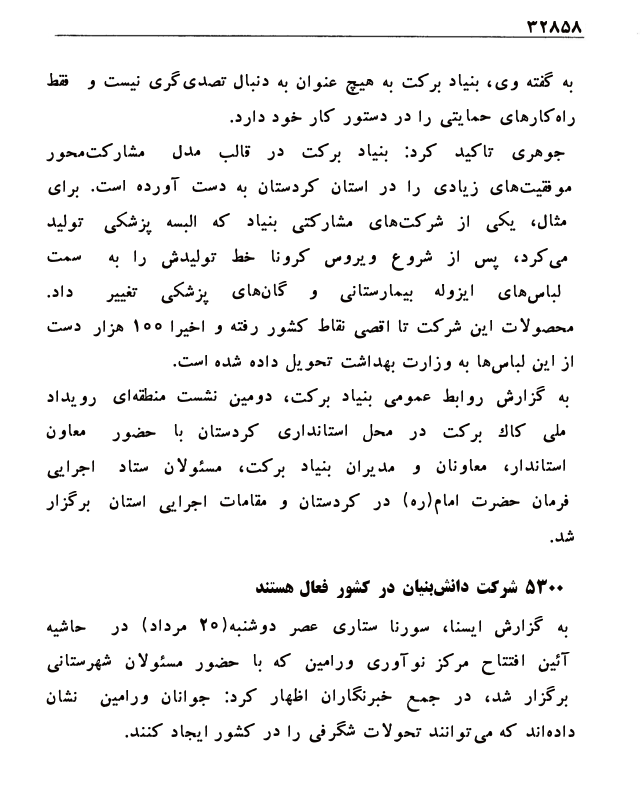 ۳۲۸۵۸
به گفته وی، بنیاد برکت به هیچ عنوان به دنبال تصدی‌گری نیست و فقط
راه‌کارهای حمایتی را در دستور کار خود دارد.
جوهری تاکید کرد: بنیاد برکت در قالب مدل مشارکت‌محور
موفقیت‌های زیادی را در استان کردستان به دست آورده است. برای
مثال، یکی از شرکت‌های مشارکتی بنیاد که البسه پزشکی تولید
می‌کرد، پس از شروع ویروس کرونا خط تولیدش را به سمت
لباس‌های ایزوله بیمارستانی و گان‌های پزشکی تغییر داد.
محصولات این شرکت تا اقصی نقاط کشور رفته و اخیرا ۱۰۰ هزار دست
از این لباس‌ها به وزارت بهداشت تحویل داده شده است.
به گزارش روابط عمومی بنیاد برکت، دومین نشست منطقه‌ای رویداد
ملی کاك برکت در محل استانداری کردستان با حضور معاون
استاندار، معاونان و مدیران بنیاد برکت، مسئولان ستاد اجرایی
فرمان حضرت امام(ره) در کردستان و مقامات اجرایی استان برگزار
شد.
۵۳۰۰ شرکت دانش‌بنیان در کشور فعال هستند
به گزارش ایسنا، سورنا ستاری عصر دوشنبه(۲۰ مرداد) در حاشیه
آئین افتتاح مرکز نوآوری ورامین که با حضور مسئولان شهرستانی
برگزار شد، در جمع خبرنگاران اظهار کرد: جوانان ورامین نشان
داده‌اند که می‌توانند تحولات شگرفی را در کشور ایجاد کنند.